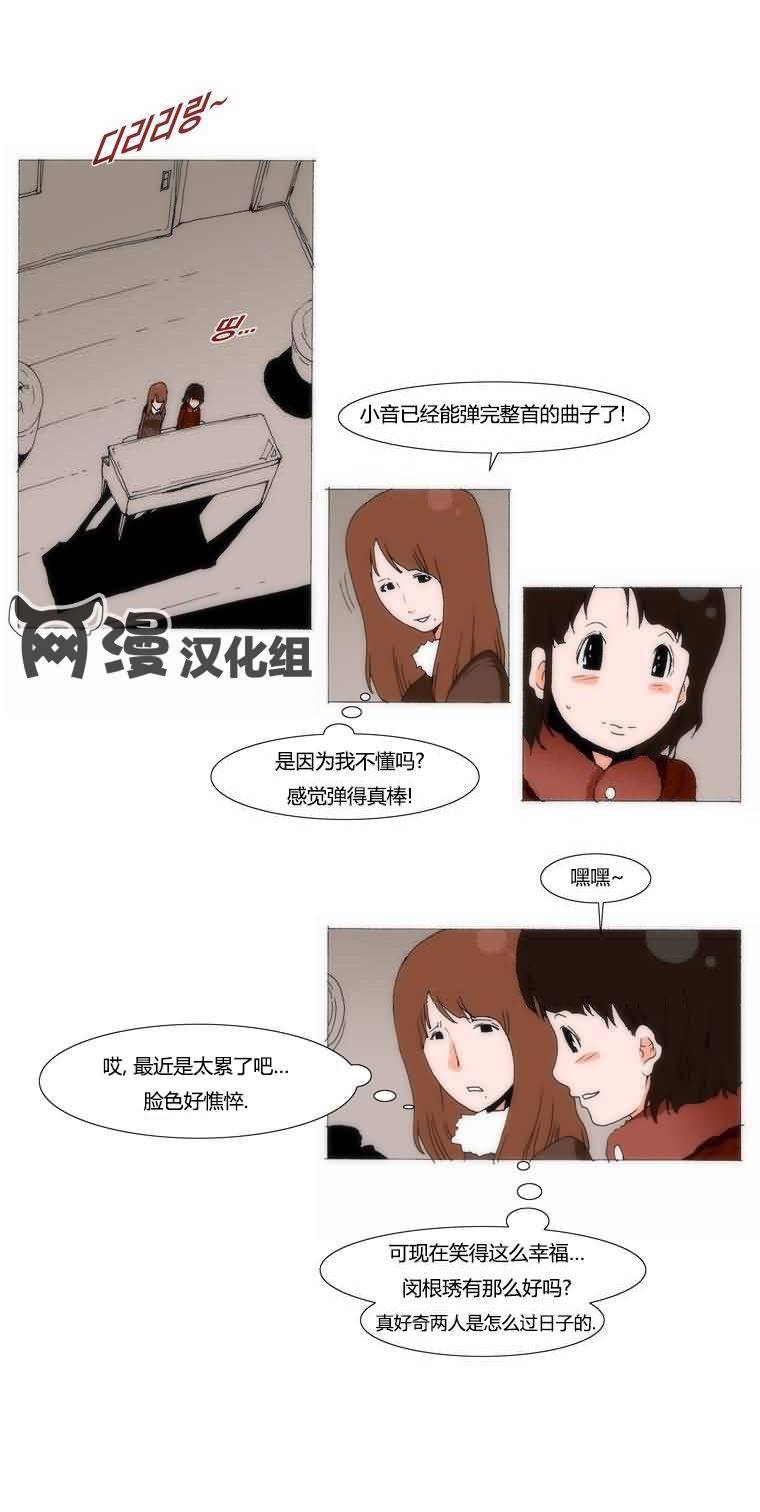 디리리링~
띵...
小音已经能弹完整首的曲子了!
网漫汉化组
是因为我不懂吗?
感觉弹得真棒!
嘿嘿~
哎, 最近是太累了吧...
脸色好憔悴.
可现在笑得这么幸福...
闵根琇有那么好吗?
真好奇两人是怎么过日子的.